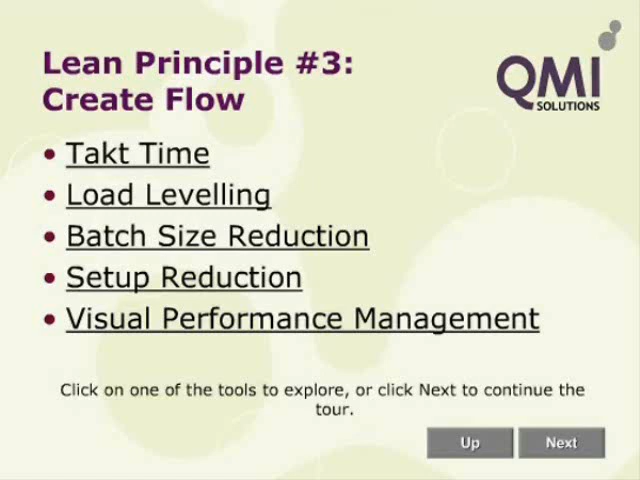 Lean Principle #3:
Create Flow
QMI
SOLUTIONS
• Takt Time
• Load Levelling
• Batch Size Reduction
• Setup Reduction
• Visual Performance Management
Click on one of the tools to explore, or click Next to continue the
tour.
Up
Next